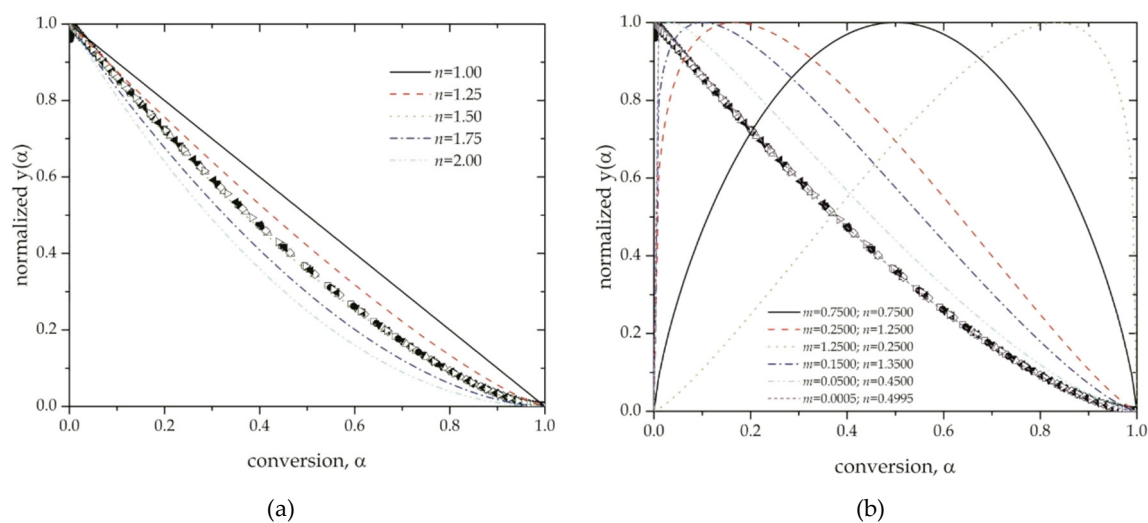 1.0
0.8
0.6
0.4
0.2
0.0
normalized y(α)
n=1.00
n=1.25
n=1.50
n=1.75
n=2.00
0.0 0.2 0.4 0.6 0.8 1.0
conversion, α
(a)
1.0
0.8
0.6
0.4
0.2
0.0
normalized y(α)
m=0.7500; n=0.7500
m=0.2500; n=1.2500
m=1.2500; n=0.2500
m=0.1500; n=1.3500
m=0.0500; n=0.4500
m=0.0005; n=0.4995
0.0 0.2 0.4 0.6 0.8 1.0
conversion, α
(b)